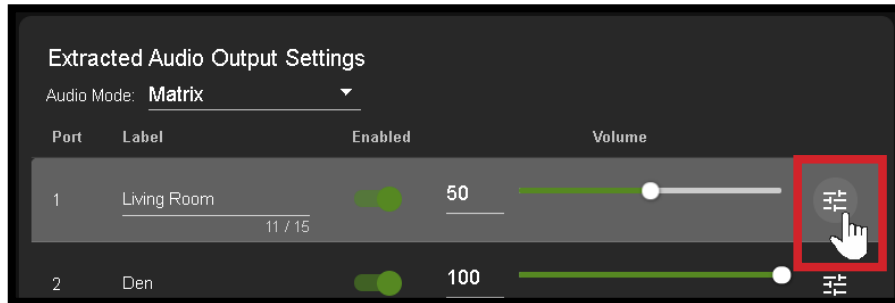 Extracted Audio Output Settings
Audio Mode: Matrix
Port Label Enabled Volume
1 Living Room 50
11 / 15
2 Den 100